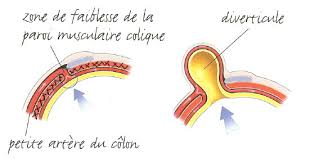 zone de faiblesse de la
paroi musculaire colique
diverticule
petite artère du côlon